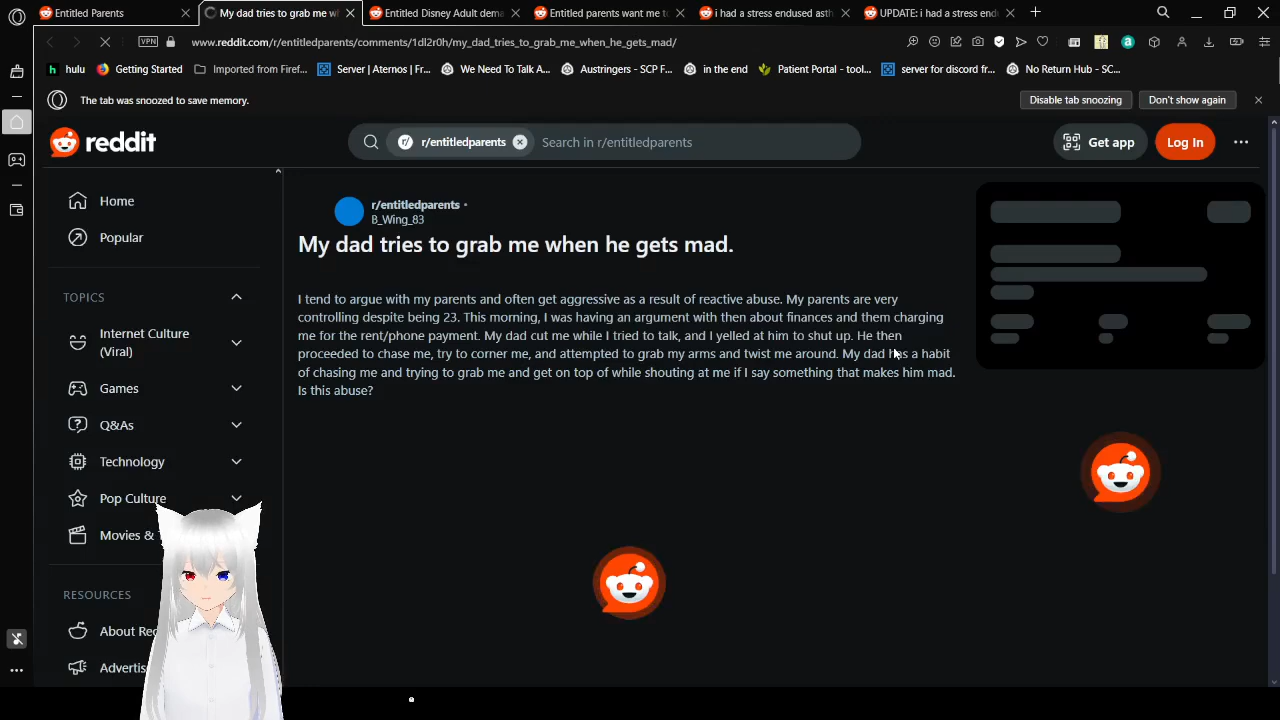 Entitled Parents
My dad tries to grab me when
Entitled Disney Adult dema
Entitled parents want me to
i had a stress endused asth
UPDATE: i had a stress end
VPN
www.reddit.com/r/entitledparents/comments/1dl2r0h/my_dad_tries_to_grab_me_when_he_gets_mad/
hulu
Getting Started
Imported from Firef...
Server | Aternos | Fr...
We Need To Talk A...
Austringers - SCP F...
in the end
Patient Portal - tool...
server for discord fr...
No Return Hub - SC...
The tab was snoozed to save memory.
Disable tab snoozing
Don't show again
reddit
r/entitledparents
Search in r/entitledparents
Get app
Log In
Home
Popular
TOPICS
Internet Culture
(Viral)
Games
Q&As
Technology
Pop Culture
Movies &
RESOURCES
About Red
Advertis
r/entitledparents •
B_Wing_83
My dad tries to grab me when he gets mad.
I tend to argue with my parents and often get aggressive as a result of reactive abuse. My parents are very
controlling despite being 23. This morning, I was having an argument with then about finances and them charging
me for the rent/phone payment. My dad cut me while I tried to talk, and I yelled at him to shut up. He then
proceeded to chase me, try to corner me, and attempted to grab my arms and twist me around. My dad has a habit
of chasing me and trying to grab me and get on top of while shouting at me if I say something that makes him mad.
Is this abuse?